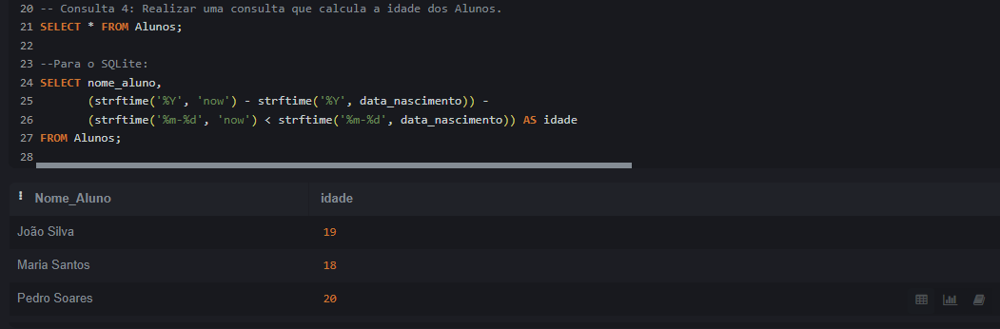 20 -- Consulta 4: Realizar uma consulta que calcula a idade dos Alunos.
21 SELECT * FROM Alunos;
22
23 --Para o SQLite:
24 SELECT nome_aluno,
25        (strftime('%Y', 'now') - strftime('%Y', data_nascimento)) -
26        (strftime('%m-%d', 'now') < strftime('%m-%d', data_nascimento)) AS idade
27 FROM Alunos;
28
Nome_Aluno idade
João Silva 19
Maria Santos 18
Pedro Soares 20